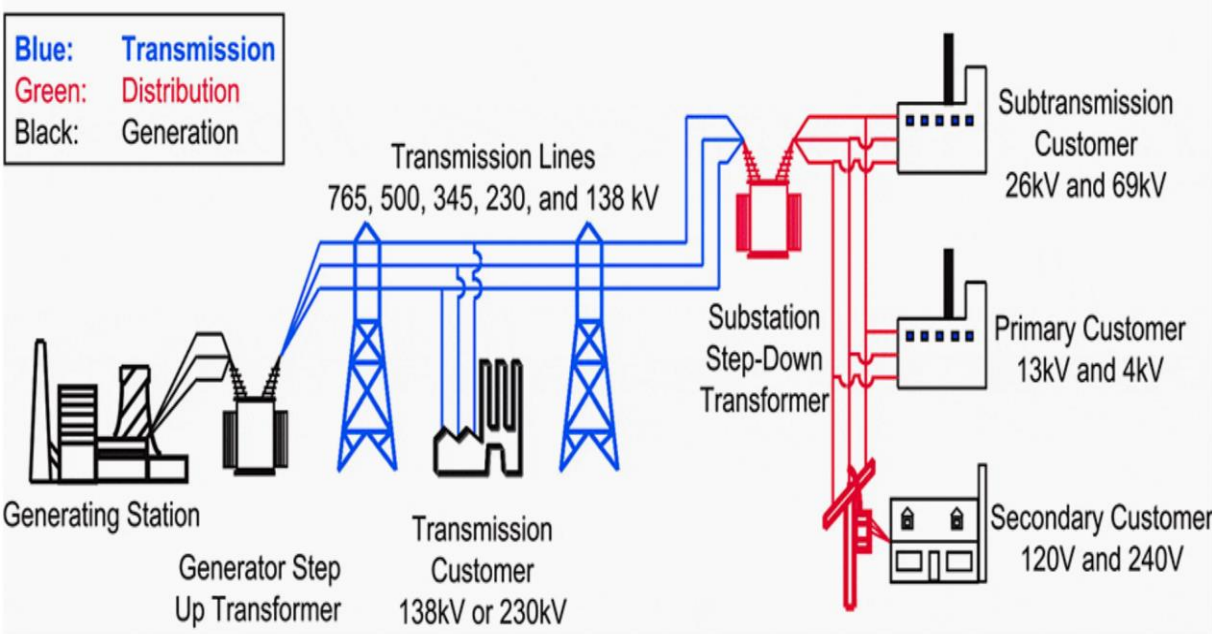 Blue: Transmission
Green: Distribution
Black: Generation
Transmission Lines
765, 500, 345, 230, and 138 kV
Subtransmission
Customer
26kV and 69kV
Substation
Step-Down
Transformer
Primary Customer
13kV and 4kV
Generating Station
Generator Step
Up Transformer
Transmission
Customer
138kV or 230kV
Secondary Customer
120V and 240V